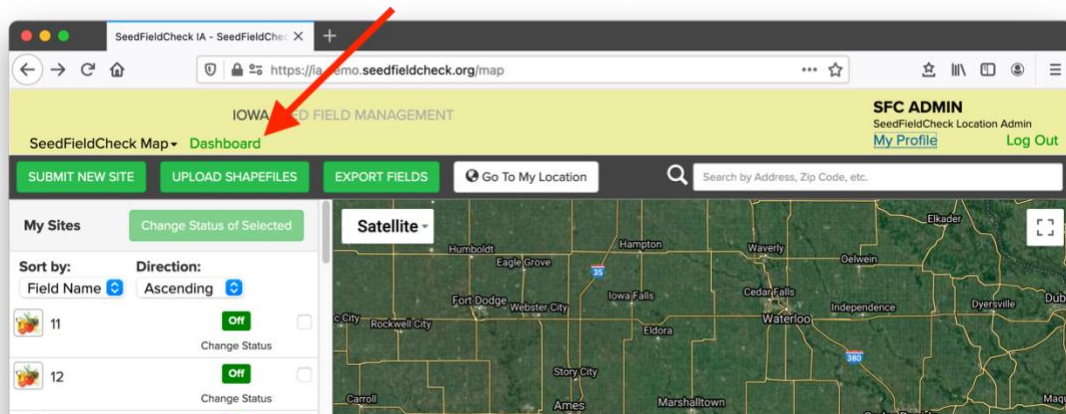 SeedFieldCheck IA - SeedFieldChec
emo.seedfieldcheck.org/map
IOWA
FIELD MANAGEMENT
SFC ADMIN
SeedFieldCheck Location Admin
SeedFieldCheck Map
Dashboard
My Profile
Log Out
SUBMIT NEW SITE
UPLOAD SHAPEFILES
EXPORT FIELDS
Go To My Location
Search by Address, Zip Code, etc.
My Sites
Change Status of Selected
Satellite
Sort by:
Direction:
Field Name
Ascending
11
Off
Change Status
12
Off
Change Status
Elkader
Humboldt
Hampton
Waverly
Eagle Grove
Oelwein
35
Fort Dodge
Webster City
Iowa Falls
Cedar Falls
Independence
Dyersville
Dub
c City
Rockwell City
Waterloo
Eldora
380
Story City
Carroll
Ames
Marshalltown
Maqu